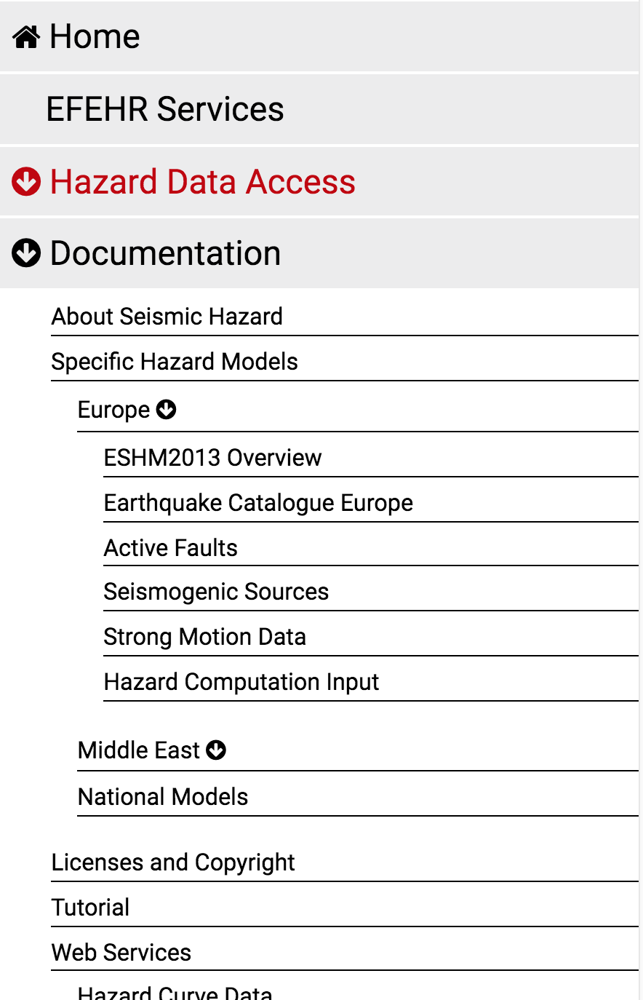 Home
EFEHR Services
Hazard Data Access
Documentation
About Seismic Hazard
Specific Hazard Models
Europe
ESHM2013 Overview
Earthquake Catalogue Europe
Active Faults
Seismogenic Sources
Strong Motion Data
Hazard Computation Input
Middle East
National Models
Licenses and Copyright
Tutorial
Web Services
Hazard Curve Data